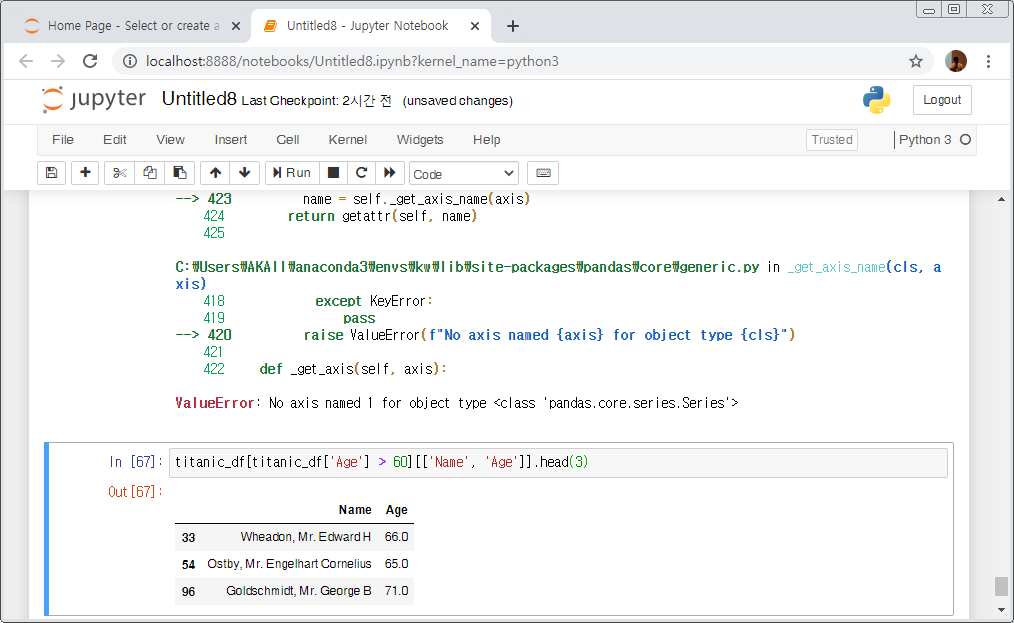 Home Page - Select or create a
Untitled8 - Jupyter Notebook
localhost:8888/notebooks/Untitled8.ipynb?kernel_name=python3
jupyter Untitled8 Last Checkpoint: 2시간 전 (unsaved changes)
Logout
File Edit View Insert Cell Kernel Widgets Help
Trusted
Python 3
Run
Code
--> 423 name = self._get_axis_name(axis)
424 return getattr(self, name)
425
C:₩Users₩AKAII₩anaconda3₩envs₩kw₩lib₩site-packages₩pandas₩core₩generic.py in _get_axis_name(cls, a
xis)
418 except KeyError:
419 pass
--> 420 raise ValueError(f"No axis named {axis} for object type {cls}")
421
422 def _get_axis(self, axis):
ValueError: No axis named 1 for object type <class 'pandas.core.series.Series'>
In [67]: titanic_df[titanic_df['Age'] > 60][['Name', 'Age']].head(3)
Out[67]:
Name Age
33 Wheadon, Mr. Edward H 66.0
54 Ostby, Mr. Engelhart Cornelius 65.0
96 Goldschmidt, Mr. George B 71.0